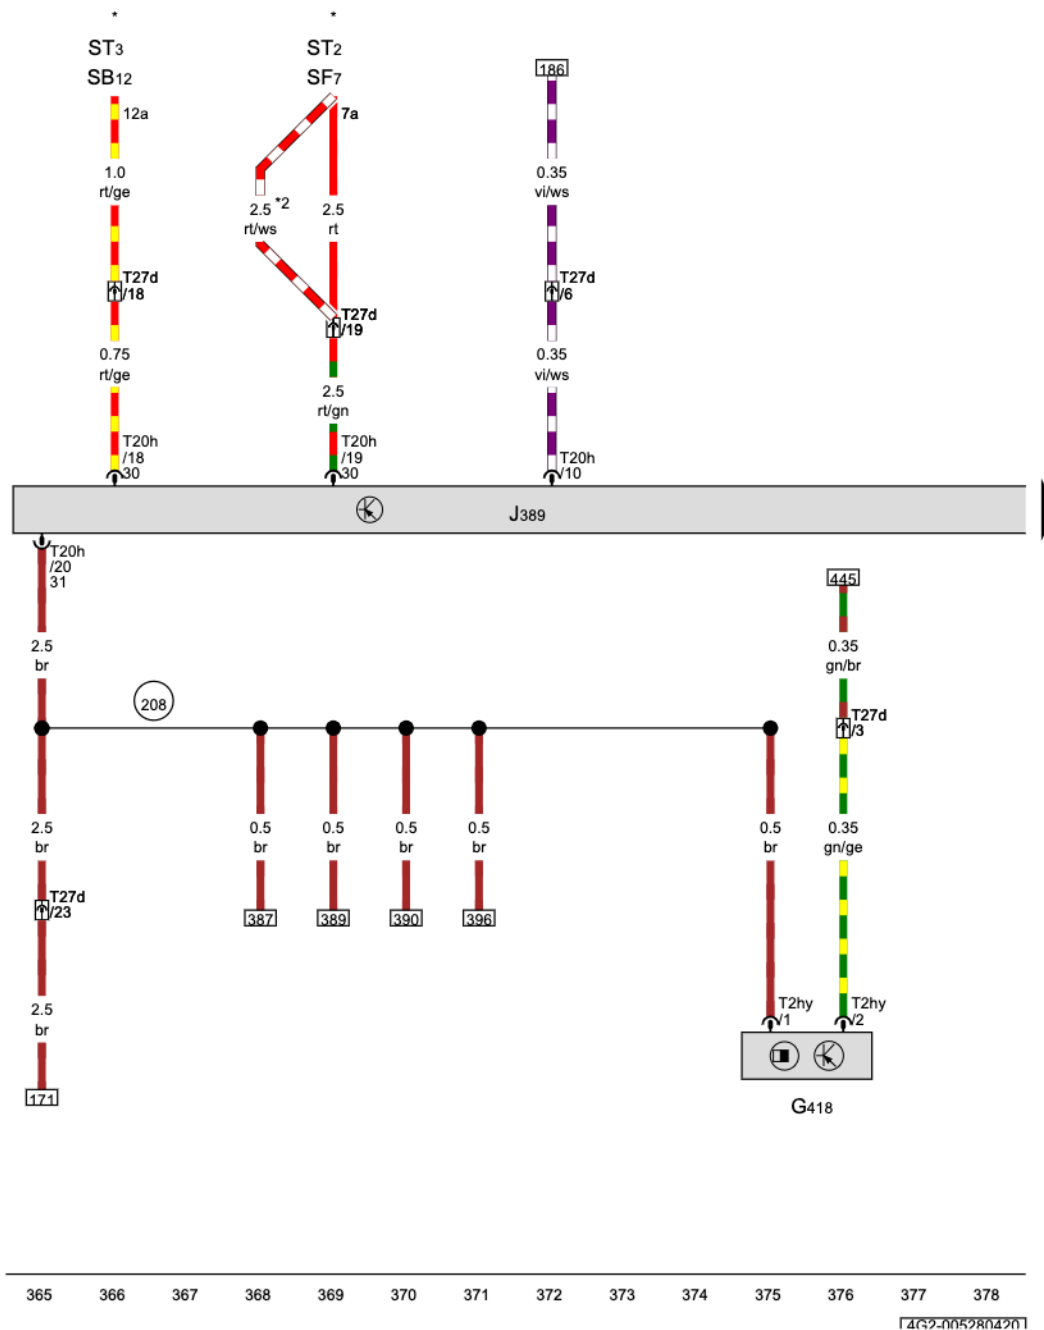 *
*
ST3
ST2
SB12
SF7
186
12a
7a
1.0
rt/ge
2.5 *2
rt/ws
2.5
rt
0.35
vi/ws
T27d
/18
T27d
/19
T27d
/6
0.75
rt/ge
2.5
rt/gn
0.35
vi/ws
T20h
/18
30
T20h
/19
30
T20h
/10
J389
T20h
/20
31
445
2.5
br
0.35
gn/br
208
T27d
/3
2.5
br
0.5
br
0.5
br
0.5
br
0.5
br
0.5
br
0.35
gn/ge
T27d
/23
387
389
390
396
2.5
br
T2hy
/1
T2hy
/2
171
G418
365 366 367 368 369 370 371 372 373 374 375 376 377 378
4G2-005280420